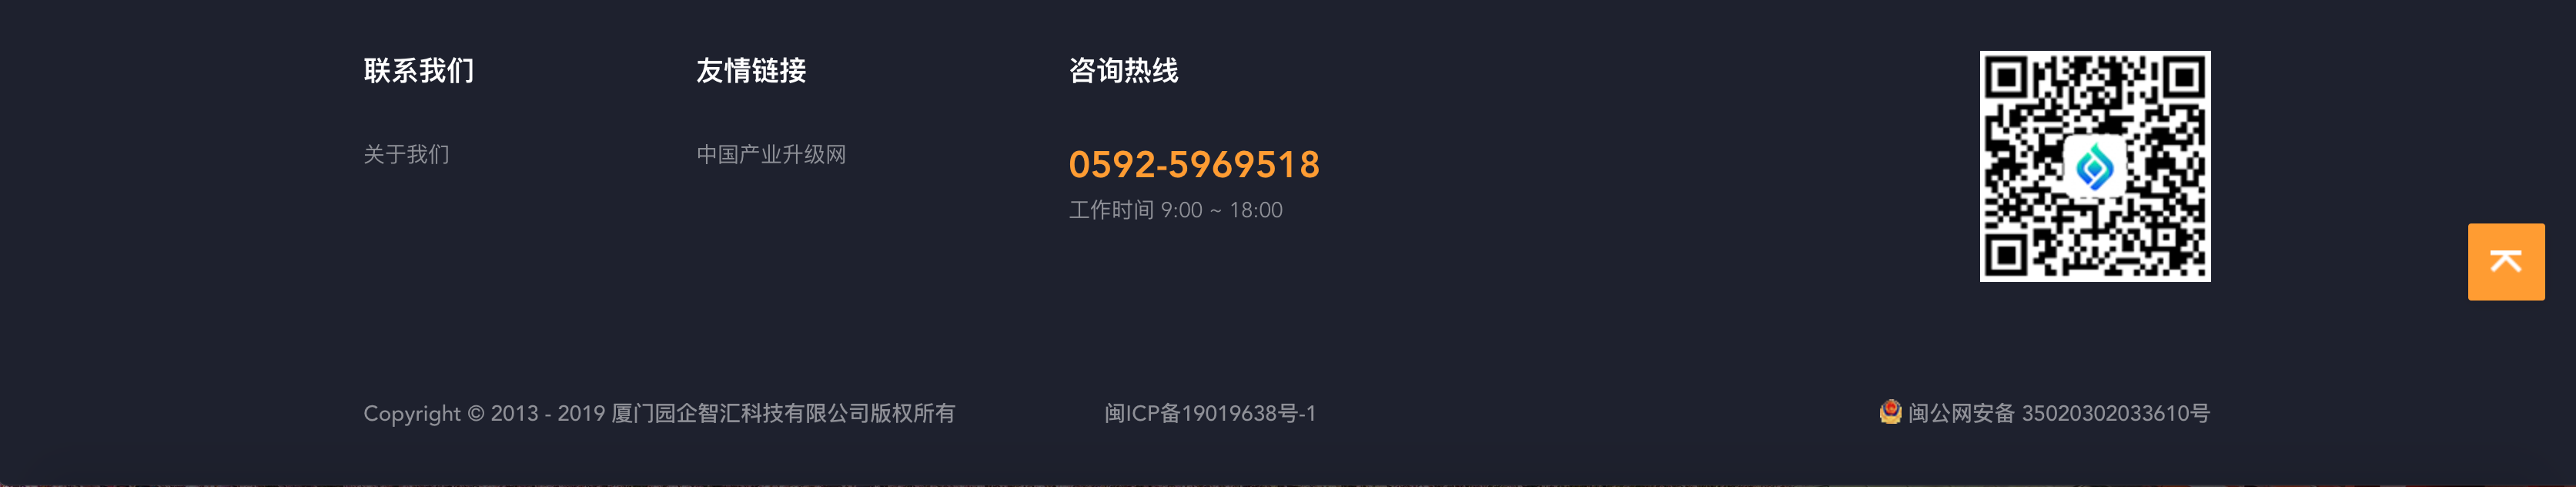 联系我们
关于我们
友情链接
中国产业升级网
咨询热线
0592-5969518
工作时间 9:00 ~ 18:00
Copyright © 2013 - 2019 厦门园企智汇科技有限公司版权所有
闽ICP备19019638号-1
闽公网安备 35020302033610号